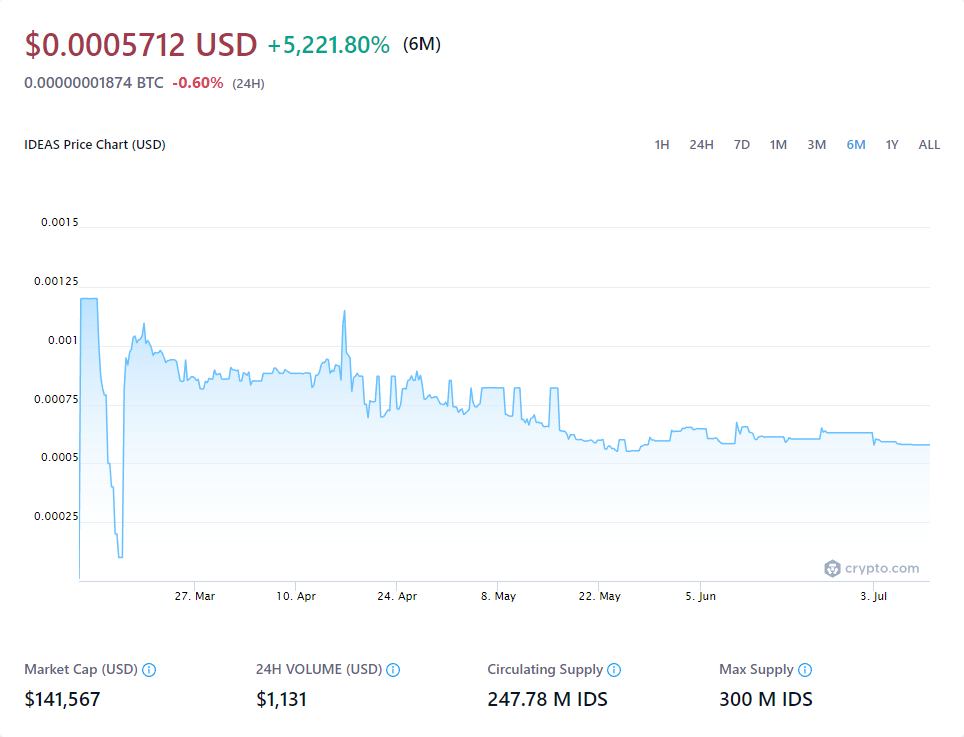 $0.0005712 USD +5,221.80% (6M)
0.00000001874 BTC -0.60% (24H)
IDEAS Price Chart (USD) 1H 24H 7D 1M 3M 6M 1Y ALL
0.0015
0.00125
0.001
0.00075
0.0005
0.00025
crypto.com
27. Mar 10. Apr 24. Apr 8. May 22. May 5. Jun 3. Jul
Market Cap (USD) 24H VOLUME (USD) Circulating Supply Max Supply
$141,567 $1,131 247.78 M IDS 300 M IDS